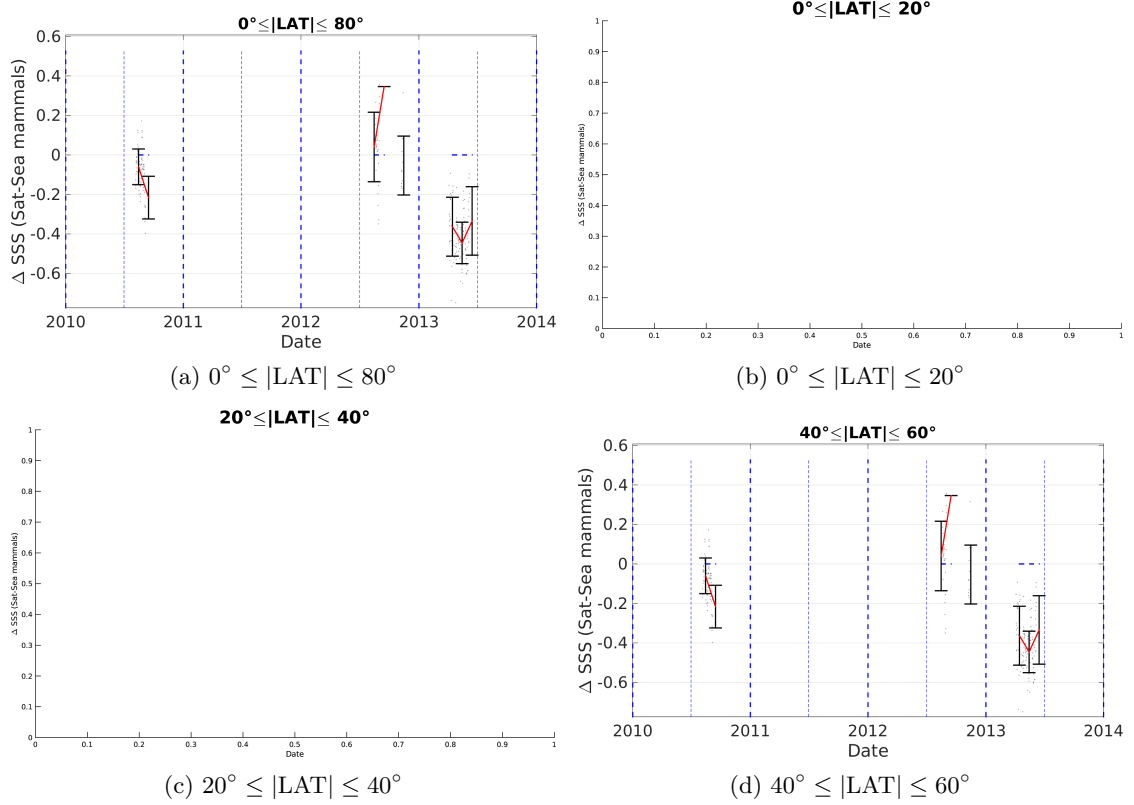 0°≤|LAT|≤ 80°
0.6
0.4
0.2
0
-0.2
-0.4
-0.6
Δ SSS (Sat-Sea mammals)
2010 2011 2012 2013 2014
Date
(a) 0° ≤ |LAT| ≤ 80°
0°≤|LAT|≤ 20°
1
0.9
0.8
0.7
0.6
0.5
0.4
0.3
0.2
0.1
0
Δ SSS (Sat-Sea mammals)
0 0.1 0.2 0.3 0.4 0.5 0.6 0.7 0.8 0.9 1
Date
(b) 0° ≤ |LAT| ≤ 20°
20°≤|LAT|≤ 40°
1
0.9
0.8
0.7
0.6
0.5
0.4
0.3
0.2
0.1
0
Δ SSS (Sat-Sea mammals)
0 0.1 0.2 0.3 0.4 0.5 0.6 0.7 0.8 0.9 1
Date
(c) 20° ≤ |LAT| ≤ 40°
40°≤|LAT|≤ 60°
0.6
0.4
0.2
0
-0.2
-0.4
-0.6
Δ SSS (Sat-Sea mammals)
2010 2011 2012 2013 2014
Date
(d) 40° ≤ |LAT| ≤ 60°